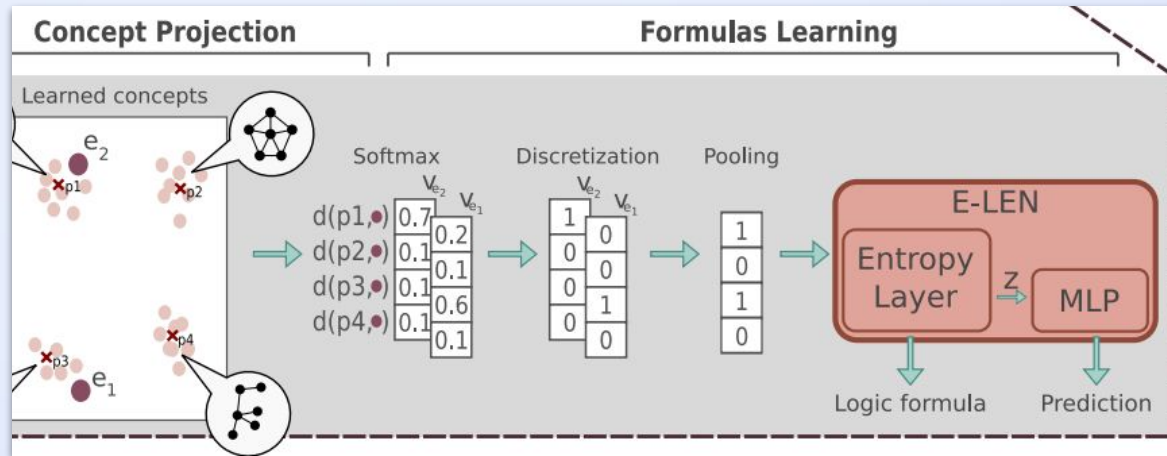 Concept Projection
Formulas Learning
Learned concepts
e2
p1
p2
p3
e1
p4
Softmax
Ve2
Ve1
d(p1,●) 0.7 0.2
d(p2,●) 0.1 0.1
d(p3,●) 0.1 0.6
d(p4,●) 0.1 0.1
Discretization
Ve2
Ve1
1 0
0 0
0 1
0 0
Pooling
1
0
1
0
E-LEN
Entropy
Layer
Z
MLP
Logic formula
Prediction